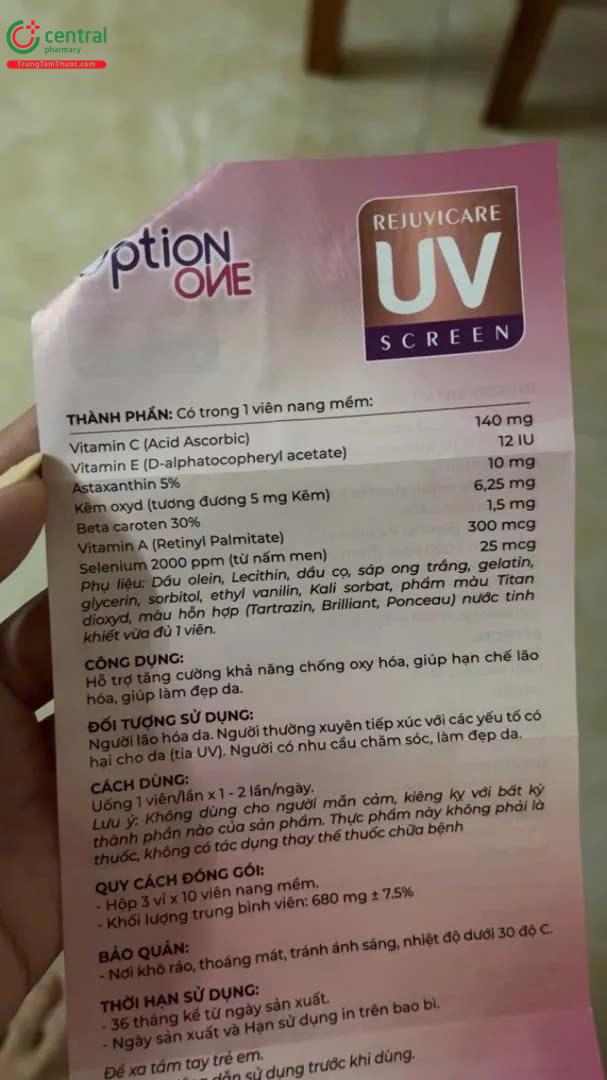 central
pharmacy
TrungTamThuoc.com
Option
ONE
REJUVICARE
UV
SCREEN
THÀNH PHẦN: Có trong 1 viên nang mềm:
Vitamin C (Acid Ascorbic) 140 mg
Vitamin E (D-alphatocopheryl acetate) 12 IU
Astaxanthin 5% 10 mg
Kẽm oxyd (tương đương 5 mg Kẽm) 6,25 mg
Beta caroten 30% 1,5 mg
Vitamin A (Retinyl Palmitate) 300 mcg
Selenium 2000 ppm (từ nấm men) 25 mcg
Phụ liệu: Dầu olein, Lecithin, dầu cọ, sáp ong trắng, gelatin,
glycerin, sorbitol, ethyl vanilin, Kali sorbat, phẩm màu Titan
dioxyd, màu hỗn hợp (Tartrazin, Brilliant, Ponceau) nước tinh
khiết vừa đủ 1 viên.
CÔNG DỤNG:
Hỗ trợ tăng cường khả năng chống oxy hóa, giúp hạn chế lão
hóa, giúp làm đẹp da.
ĐỐI TƯỢNG SỬ DỤNG:
Người lão hóa da. Người thường xuyên tiếp xúc với các yếu tố có
hại cho da (tia UV). Người có nhu cầu chăm sóc, làm đẹp da.
CÁCH DÙNG:
Uống 1 viên/lần x 1 - 2 lần/ngày.
Lưu ý: Không dùng cho người mẫn cảm, kiêng kỵ với bất kỳ
thành phần nào của sản phẩm. Thực phẩm này không phải là
thuốc, không có tác dụng thay thế thuốc chữa bệnh
QUY CÁCH ĐÓNG GÓI:
- Hộp 3 vỉ x 10 viên nang mềm.
- Khối lượng trung bình viên: 680 mg ± 7.5%
BẢO QUẢN:
- Nơi khô ráo, thoáng mát, tránh ánh sáng, nhiệt độ dưới 30 độ C.
THỜI HẠN SỬ DỤNG:
- 36 tháng kể từ ngày sản xuất.
- Ngày sản xuất và Hạn sử dụng in trên bao bì.
Để xa tầm tay trẻ em.
dẫn sử dụng trước khi dùng.